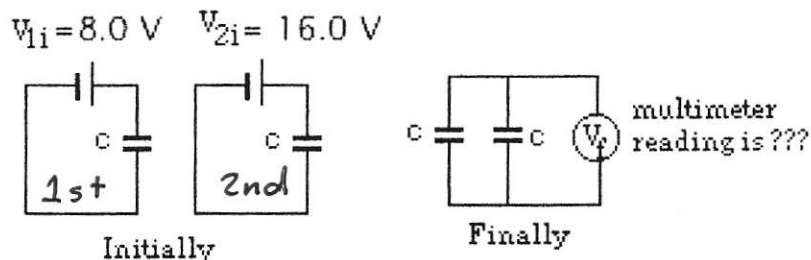 V1i = 8.0 V V2i = 16.0 V
C C C C Vf multimeter
reading is ???
1st 2nd
Initially Finally